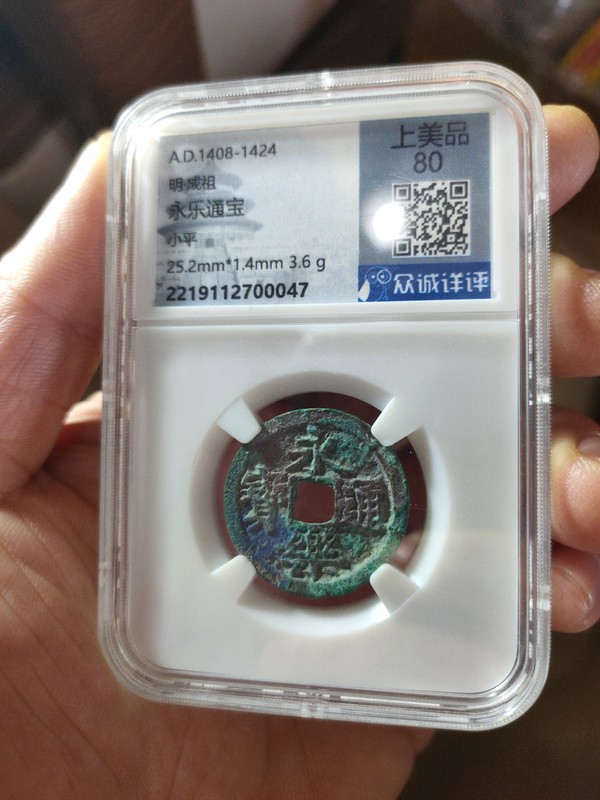 A.D.1408-1424
明·成祖
永乐通宝
小平
25.2mm*1.4mm 3.6 g
2219112700047
上美品
80
众诚详评
永樂通寶